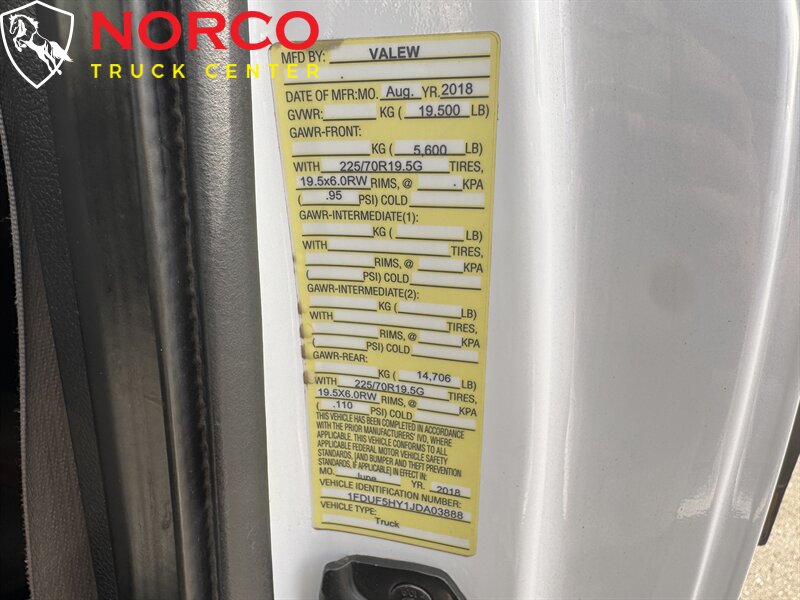 NORCO
TRUCK CENTER
MFD BY: VALEW
DATE OF MFR:MO. Aug. YR. 2018
GVWR: KG ( 19,500 LB)
GAWR-FRONT:
KG ( 5,600 LB)
WITH 225/70R19.5G TIRES,
19.5x6.0RW RIMS, @ . KPA
( .95 PSI) COLD
GAWR-INTERMEDIATE(1):
KG ( LB)
WITH TIRES,
RIMS, @ KPA
( PSI) COLD
GAWR-INTERMEDIATE(2):
KG ( LB)
WITH TIRES,
RIMS, @ KPA
( PSI) COLD
GAWR-REAR:
KG ( 14,706 LB)
WITH 225/70R19.5G TIRES,
19.5X6.0RW RIMS, @ KPA
( .110 PSI) COLD
THIS VEHICLE HAS BEEN COMPLETED IN ACCORDANCE
WITH THE PRIOR MANUFACTURERS' IVD, WHERE
APPLICABLE. THIS VEHICLE CONFORMS TO ALL
APPLICABLE FEDERAL MOTOR VEHICLE SAFETY
STANDARDS, [AND BUMPER AND THEFT PREVENTION
STANDARDS, IF APPLICABLE] IN EFFECT IN:
MO. June YR. 2018
VEHICLE IDENTIFICATION NUMBER:
1FDUF5HY1JDA03888
VEHICLE TYPE:
Truck